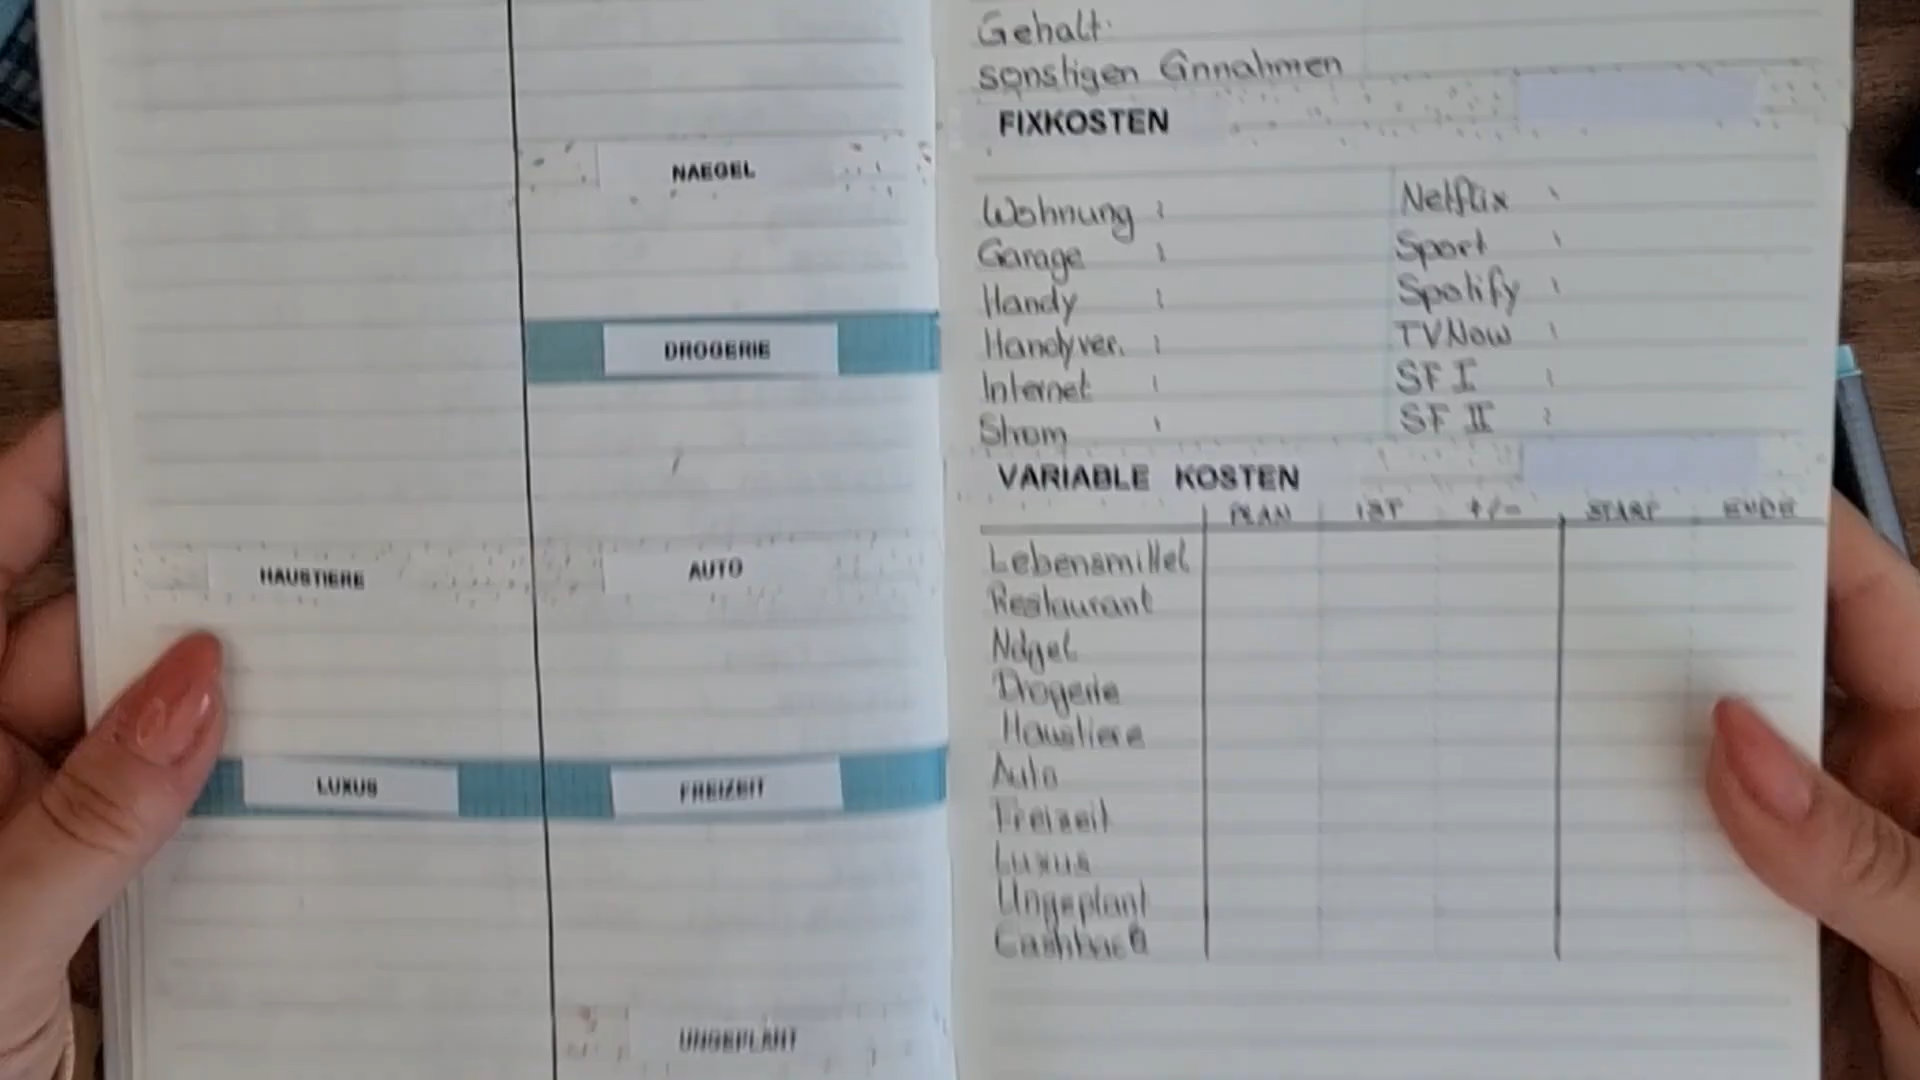 NAEGEL
DROGERIE
HAUSTIERE
AUTO
LUXUS
FREIZEIT
UNGEPLANT
Gehalt:
sonstigen Einnahmen
FIXKOSTEN
Wohnung :
Garage :
Handy :
Handyver. :
Internet :
Strom :
Netflix :
Sport :
Spotify :
TVNow :
SF I :
SF II :
VARIABLE KOSTEN
PLAN IST +/- START ENDE
Lebensmittel
Restaurant
Nägel
Drogerie
Haustiere
Auto
Freizeit
Luxus
Ungeplant
Cashback